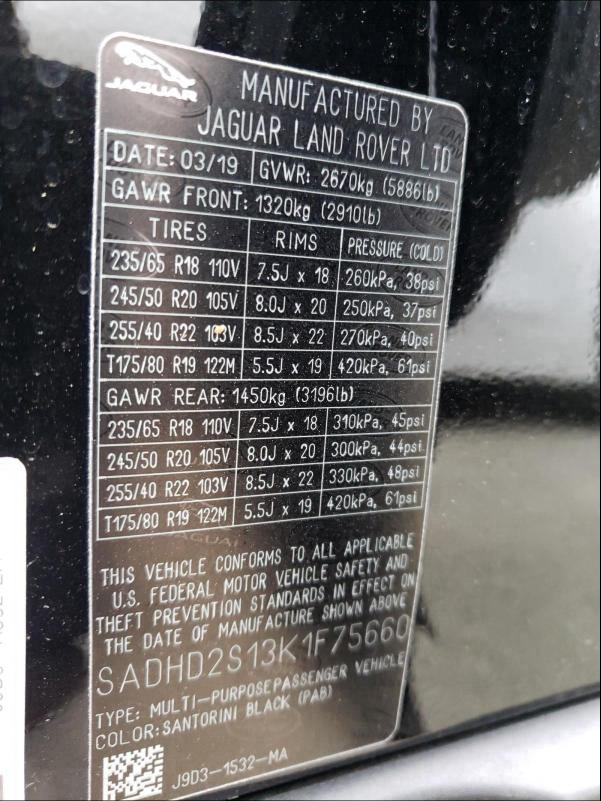 JAGUAR
MANUFACTURED BY
JAGUAR LAND ROVER LTD
DATE: 03/19 GVWR: 2670kg (5886lb)
GAWR FRONT: 1320kg (2910lb)
TIRES RIMS PRESSURE (COLD)
235/65 R18 110V 7.5J x 18 260kPa, 38psi
245/50 R20 105V 8.0J x 20 250kPa, 37psi
255/40 R22 103V 8.5J x 22 270kPa, 40psi
T175/80 R19 122M 5.5J x 19 420kPa, 61psi
GAWR REAR: 1450kg (3196lb)
235/65 R18 110V 7.5J x 18 310kPa, 45psi
245/50 R20 105V 8.0J x 20 300kPa, 44psi
255/40 R22 103V 8.5J x 22 330kPa, 48psi
T175/80 R19 122M 5.5J x 19 420kPa, 61psi
THIS VEHICLE CONFORMS TO ALL APPLICABLE
U.S. FEDERAL MOTOR VEHICLE SAFETY AND
THEFT PREVENTION STANDARDS IN EFFECT ON
THE DATE OF MANUFACTURE SHOWN ABOVE
SADHD2S13K1F75660
TYPE: MULTI-PURPOSEPASSENGER VEHICLE
COLOR: SANTORINI BLACK (PAB)
J9D3-1532-MA